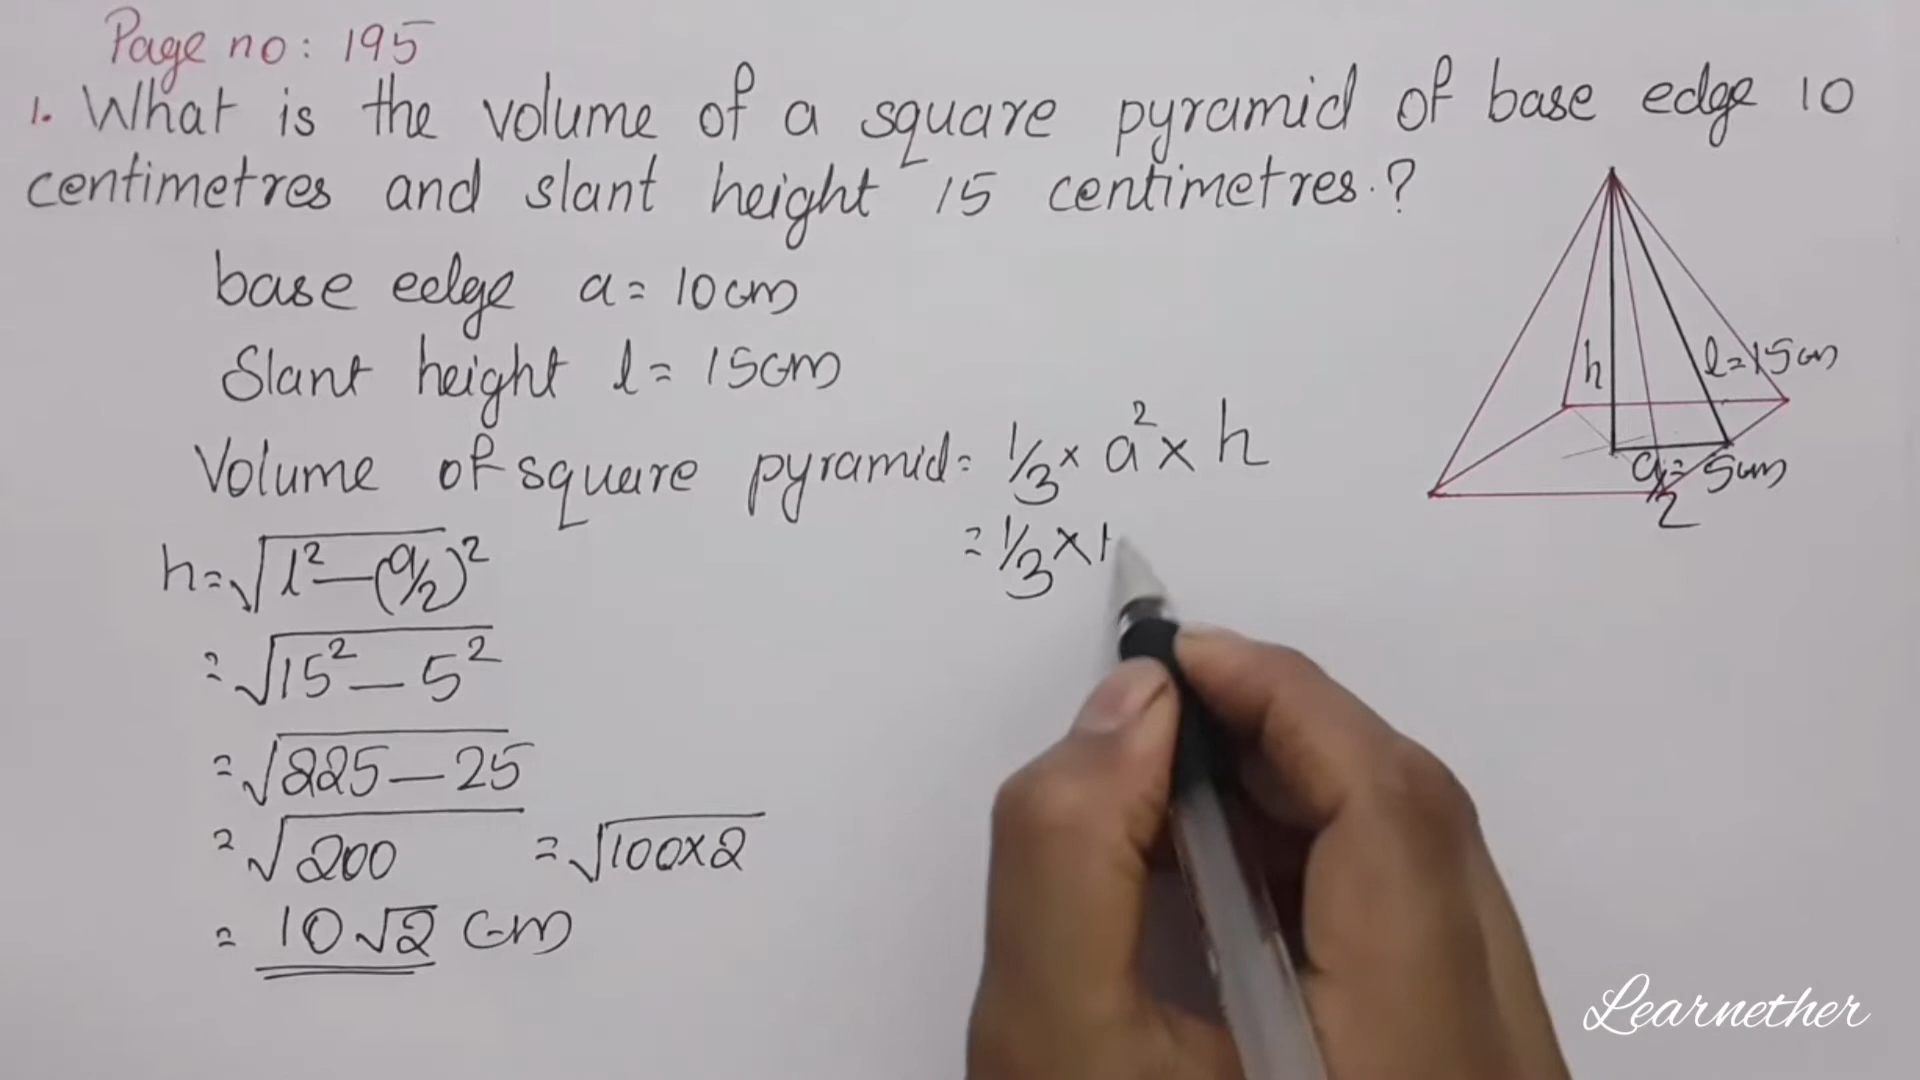 Page no: 195
1. What is the volume of a square pyramid of base edge 10
centimetres and slant height 15 centimetres.?
base edge a = 10cm
Slant height l = 15cm
Volume of square pyramid = 1/3 × a² × h
= 1/3 × 1
h = √l² — (a/2)²
= √15² — 5²
= √225 — 25
= √200 = √100×2
= 10√2 cm
h
l=15cm
a/2 = 5cm
Learnether